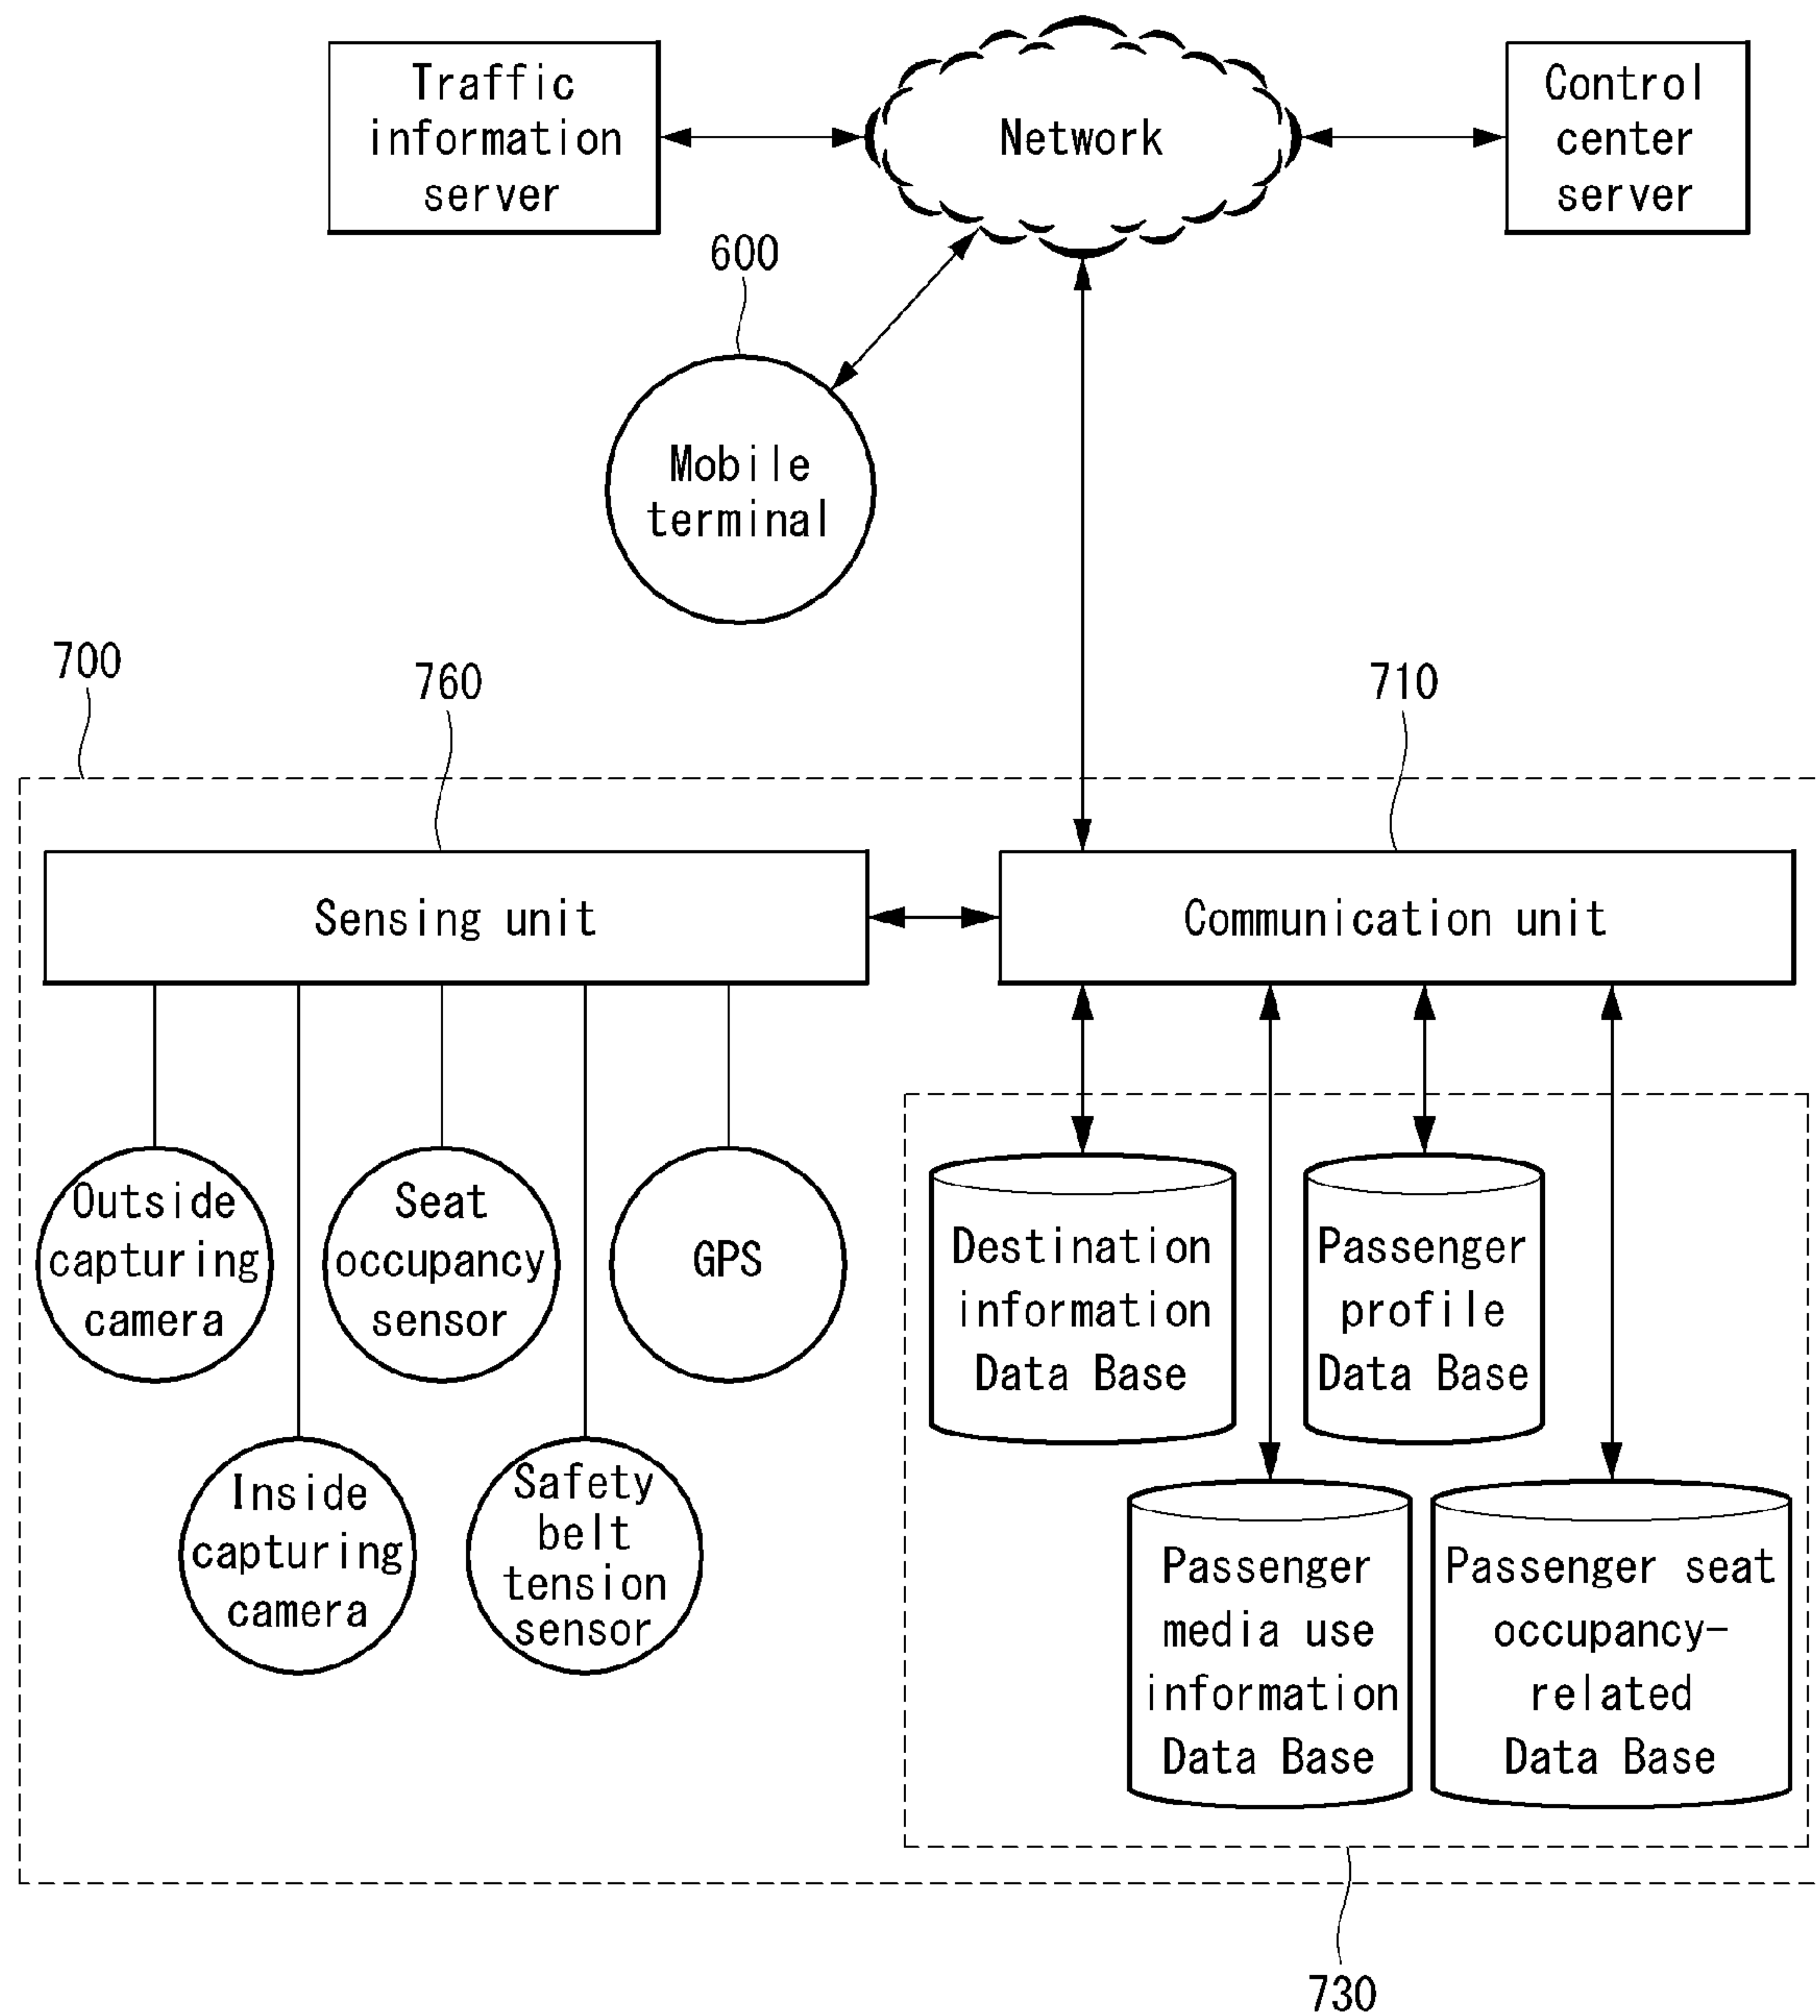 Traffic
information
server
Network
Control
center
server
600
Mobile
terminal
700
760
710
Sensing unit
Communication unit
Outside
capturing
camera
Seat
occupancy
sensor
GPS
Inside
capturing
camera
Safety
belt
tension
sensor
Destination
information
Data Base
Passenger
profile
Data Base
Passenger
media use
information
Data Base
Passenger seat
occupancy-
related
Data Base
730